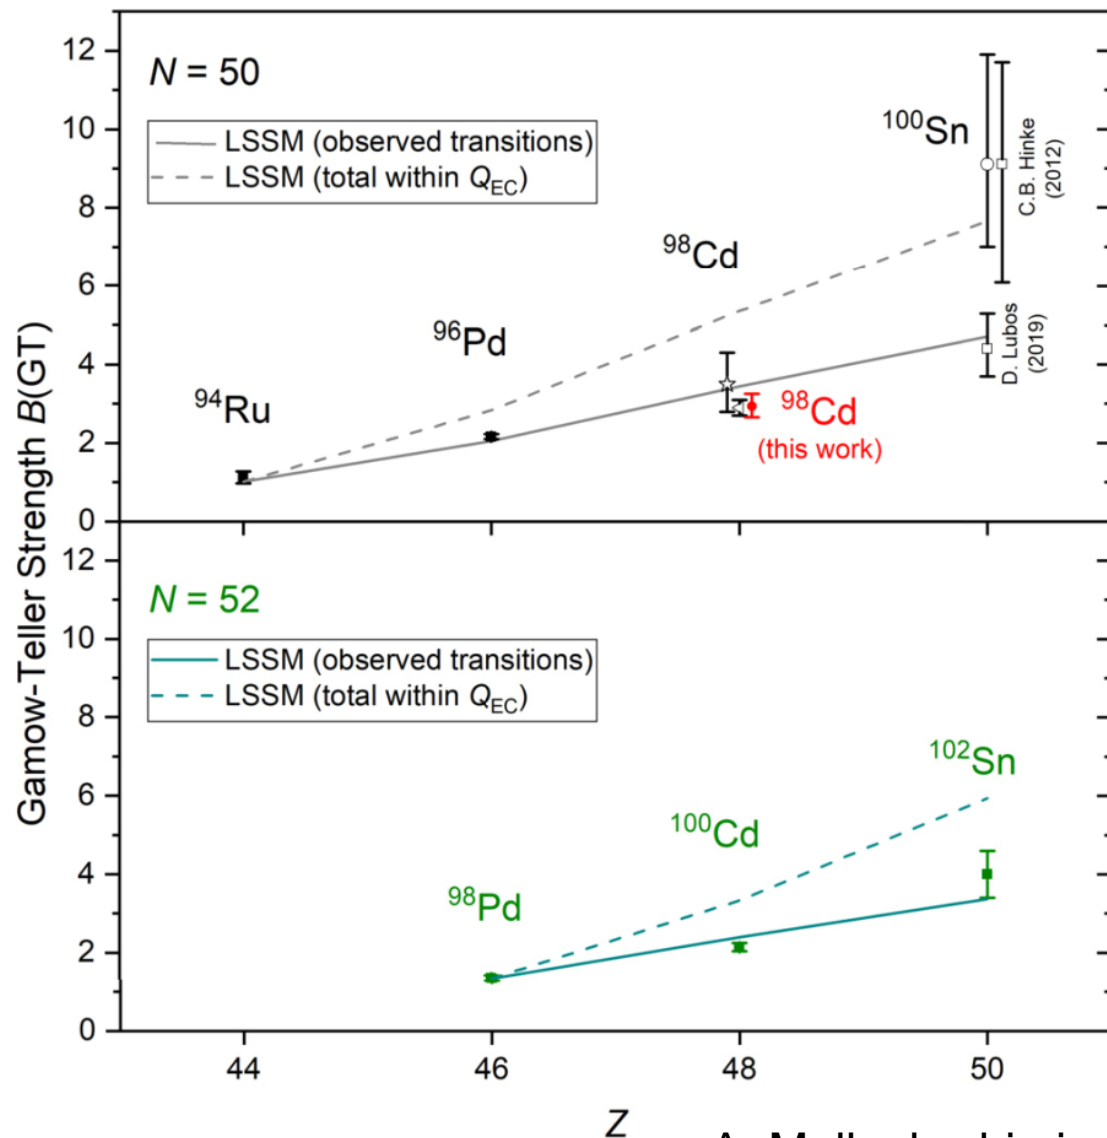 N = 50
LSSM (observed transitions)
LSSM (total within Q_EC)
12
10
8
6
4
2
0
⁹⁴Ru
⁹⁶Pd
⁹⁸Cd
¹⁰⁰Sn
C.B. Hinke
(2012)
D. Lubos
(2019)
⁹⁸Cd
(this work)
Gamow-Teller Strength B(GT)
N = 52
LSSM (observed transitions)
LSSM (total within Q_EC)
12
10
8
6
4
2
0
⁹⁸Pd
¹⁰⁰Cd
¹⁰²Sn
44
46
48
50
Z